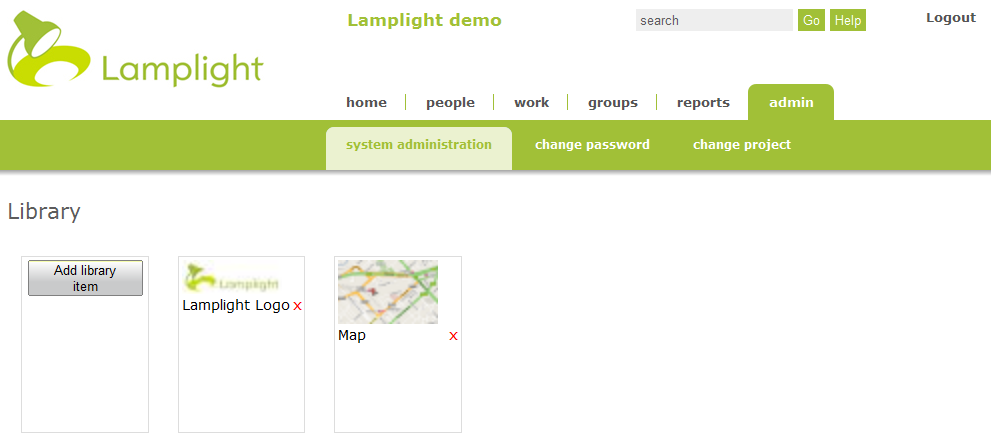 Lamplight
Lamplight demo
search Go Help
Logout
home people work groups reports admin
system administration change password change project
Library
Add library
item
Lamplight
Lamplight Logo x
Map x